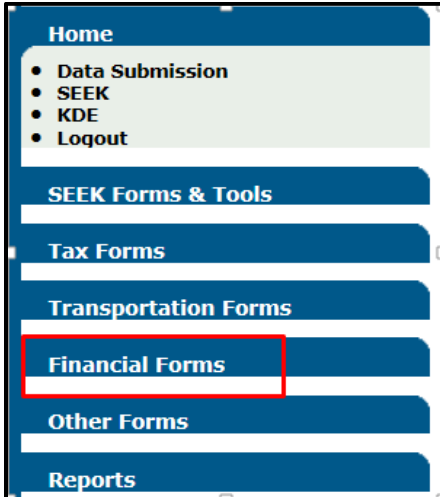 Home
• Data Submission
• SEEK
• KDE
• Logout
SEEK Forms & Tools
Tax Forms
Transportation Forms
Financial Forms
Other Forms
Reports